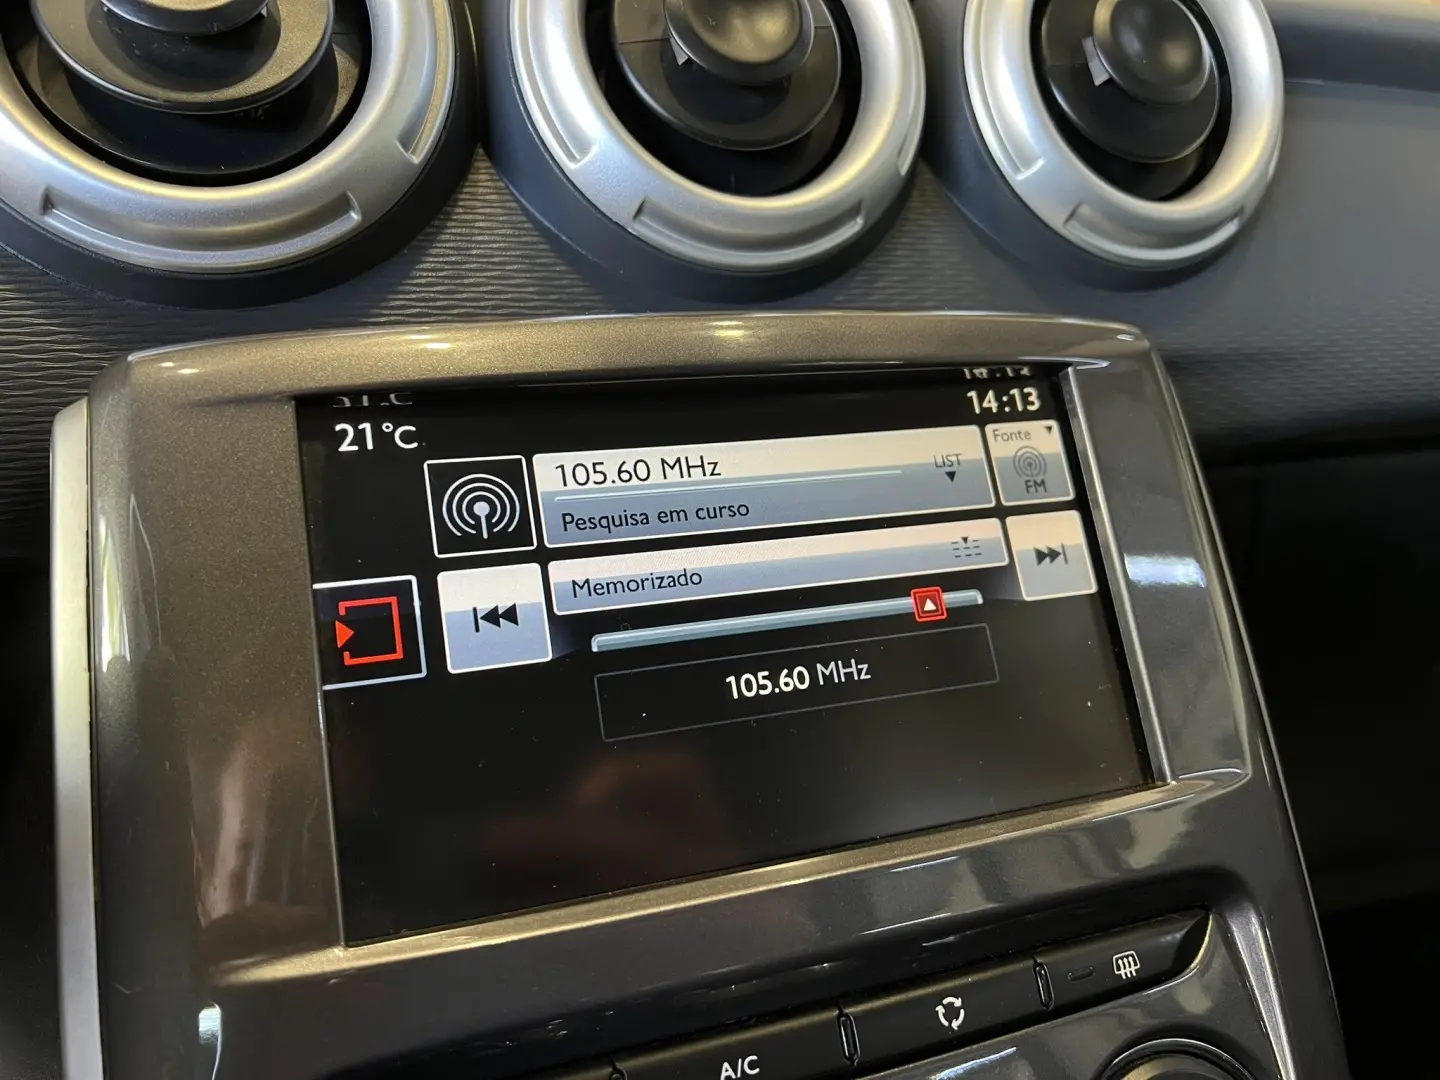 14:13
21°C
105.60 MHz
LIST
Fonte
FM
Pesquisa em curso
Memorizado
105.60 MHz
A/C